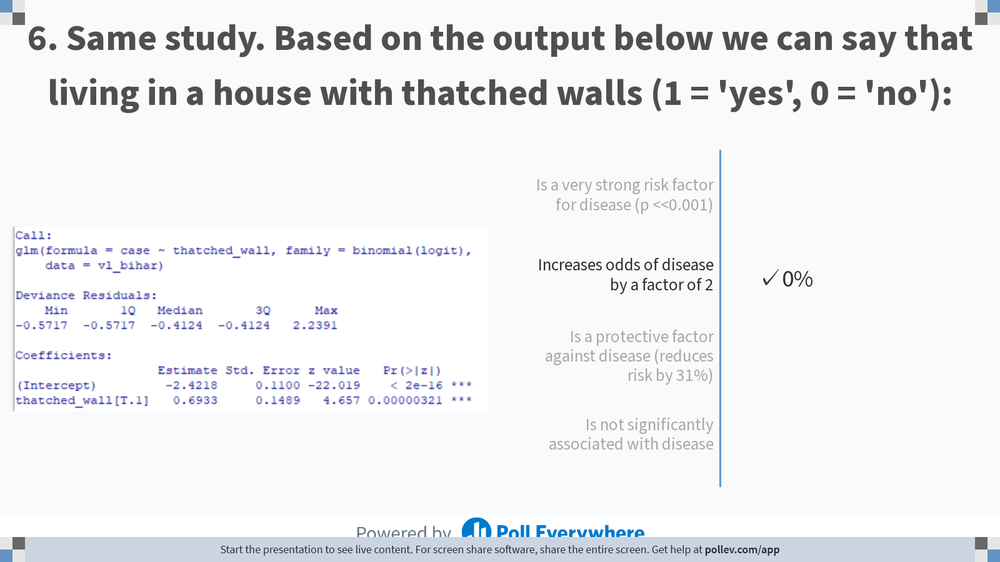 6. Same study. Based on the output below we can say that
living in a house with thatched walls (1 = 'yes', 0 = 'no'):
Call:
glm(formula = case ~ thatched_wall, family = binomial(logit),
    data = vl_bihar)
Deviance Residuals:
    Min       1Q   Median       3Q      Max
-0.5717  -0.5717  -0.4124  -0.4124   2.2391
Coefficients:
                   Estimate Std. Error z value   Pr(>|z|)
(Intercept)         -2.4218     0.1100 -22.019    < 2e-16 ***
thatched_wall[T.1]   0.6933     0.1489   4.657 0.00000321 ***
Is a very strong risk factor
for disease (p <<0.001)
Increases odds of disease
by a factor of 2
✓0%
Is a protective factor
against disease (reduces
risk by 31%)
Is not significantly
associated with disease
Powered by Poll Everywhere
Start the presentation to see live content. For screen share software, share the entire screen. Get help at pollev.com/app